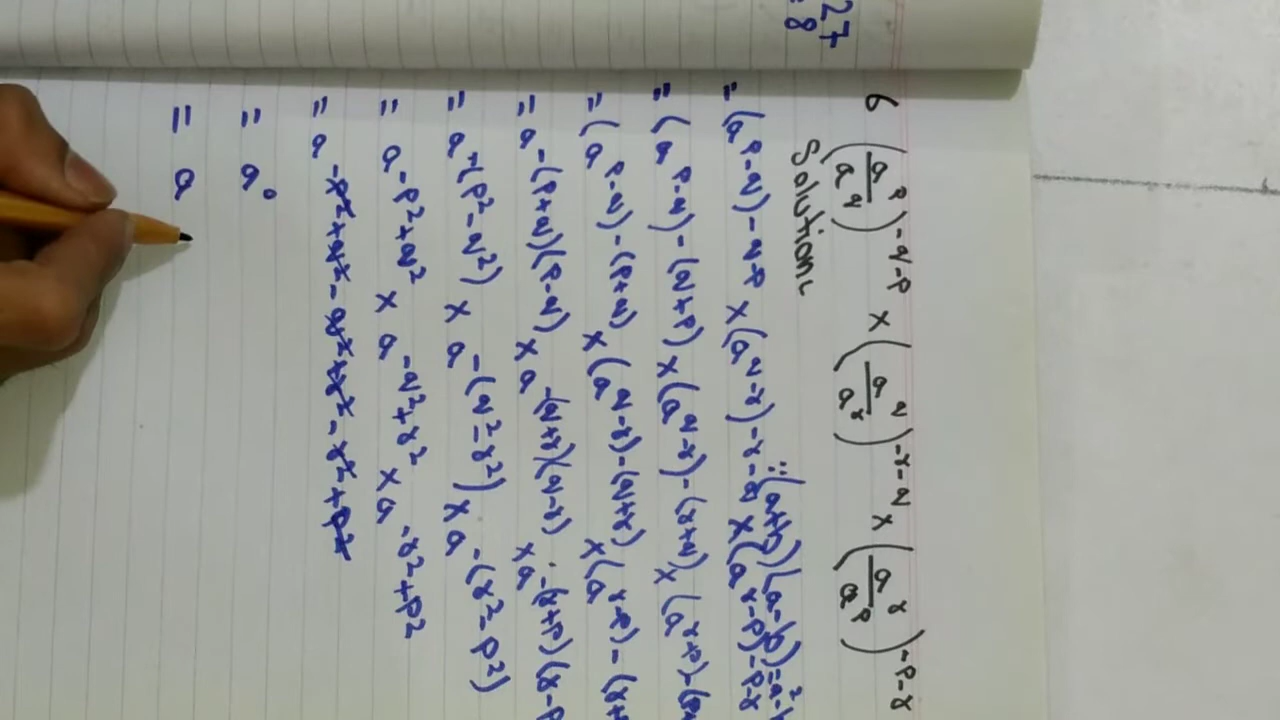 27
= 8
6 (a^p/a^q)^-q-p × (a^q/a^r)^-r-q × (a^r/a^p)^-p-r
Solution:
∵ (a+b)(a-b)=a²-b
= (a^p-q)^-q-p × (a^q-r)^-r-q × (a^r-p)^-p-r
= (a^p-q)^-(q+p) × (a^q-r)^-(r+q) × (a^r-p)^-(p+
= (a^p-q)^-(p+q) × (a^q-r)^-(q+r) × (a^r-p)^-(r+
= a^-(p+q)(p-q) × a^-(q+r)(q-r) × a^-(r+p)(r-p
= a^-(p²-q²) × a^-(q²-r²) × a^-(r²-p²)
= a^-p²+q² × a^-q²+r² × a^-r²+p²
= a^-p²+q²-q²+r²-r²+p²
= a°
= a